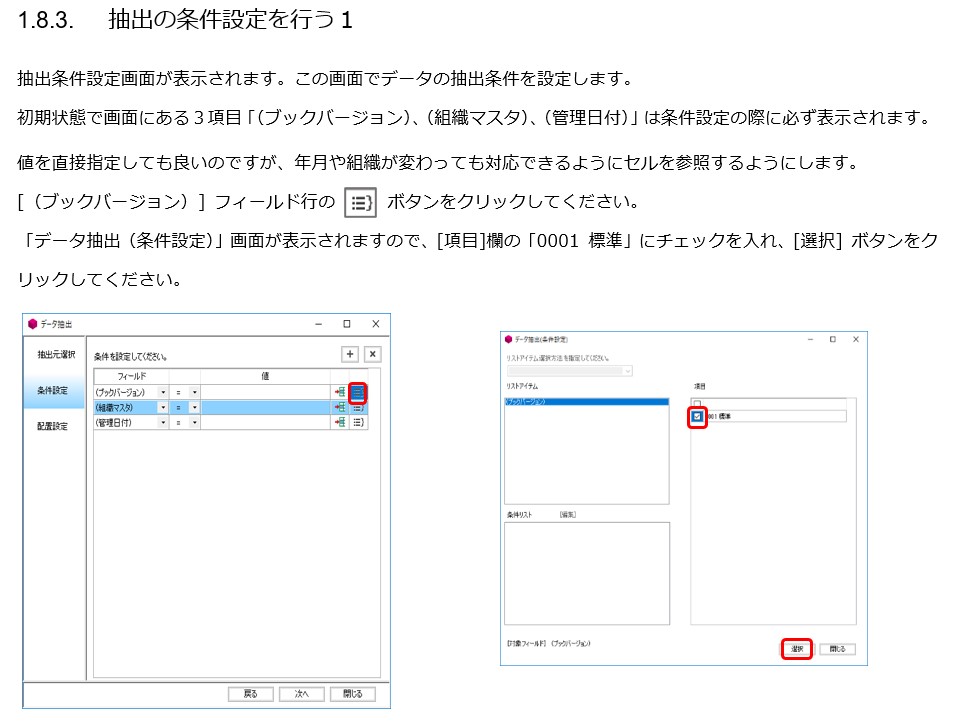 1.8.3. 抽出の条件設定を行う 1
抽出条件設定画面が表示されます。この画面でデータの抽出条件を設定します。
初期状態で画面にある３項目「（ブックバージョン）、（組織マスタ）、（管理日付）」は条件設定の際に必ず表示されます。
値を直接指定しても良いのですが、年月や組織が変わっても対応できるようにセルを参照するようにします。
[（ブックバージョン）] フィールド行の ボタンをクリックしてください。
「データ抽出（条件設定）」画面が表示されますので、[項目]欄の「0001 標準」にチェックを入れ、[選択] ボタンをク
リックしてください。
データ抽出
抽出元選択
条件設定
配置設定
条件を設定してください。
フィールド 値
(ブックバージョン) =
(組織マスタ) =
(管理日付) =
戻る 次へ 閉じる
データ抽出(条件設定)
リストアイテム選択方法を指定してください。
リストアイテム 項目
(ブックバージョン)
001 標準
条件リスト [編集]
[対象フィールド] (ブックバージョン)
選択 閉じる